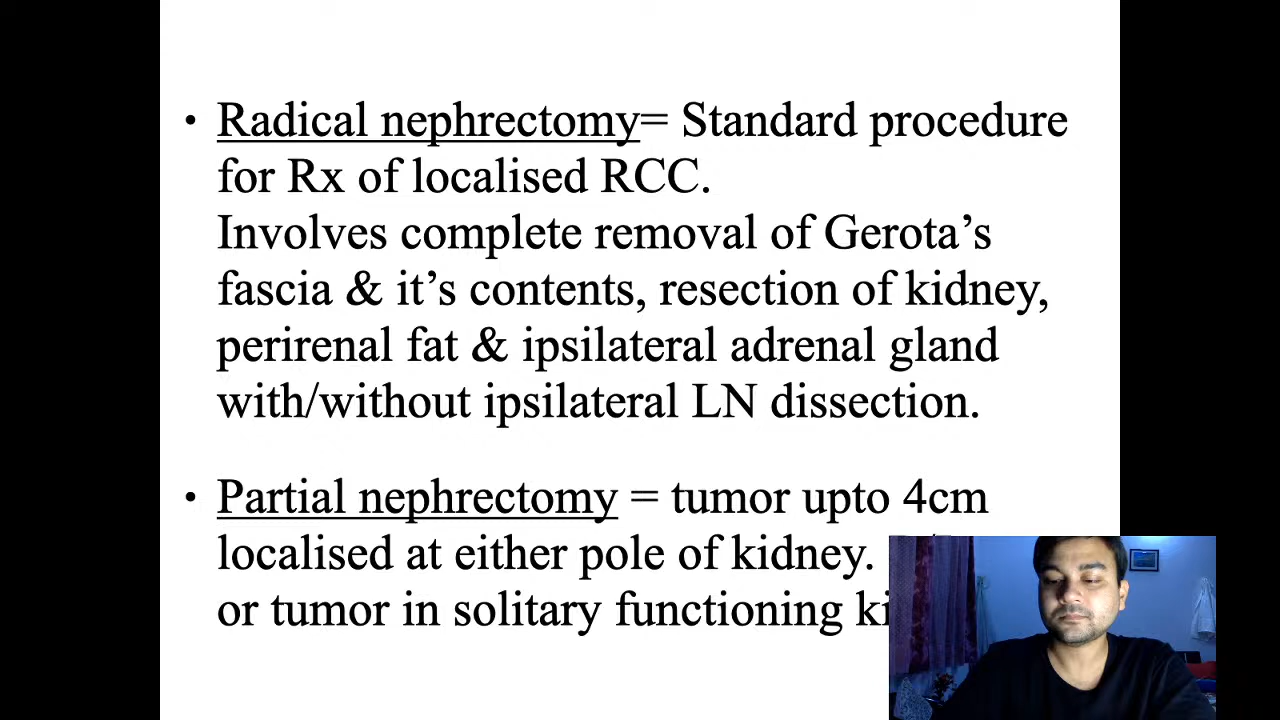 • Radical nephrectomy= Standard procedure
for Rx of localised RCC.
Involves complete removal of Gerota’s
fascia & it’s contents, resection of kidney,
perirenal fat & ipsilateral adrenal gland
with/without ipsilateral LN dissection.
• Partial nephrectomy = tumor upto 4cm
localised at either pole of kidney.
or tumor in solitary functioning